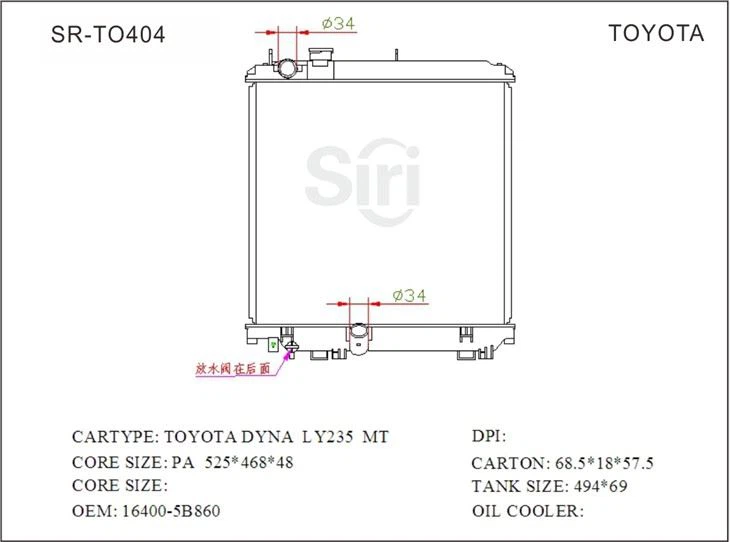 SR-TO404
TOYOTA
Ø34
Siri
Ø34
放水阀在后面
CARTYPE: TOYOTA DYNA LY235 MT
DPI:
CORE SIZE: PA 525*468*48
CARTON: 68.5*18*57.5
CORE SIZE:
TANK SIZE: 494*69
OEM: 16400-5B860
OIL COOLER: